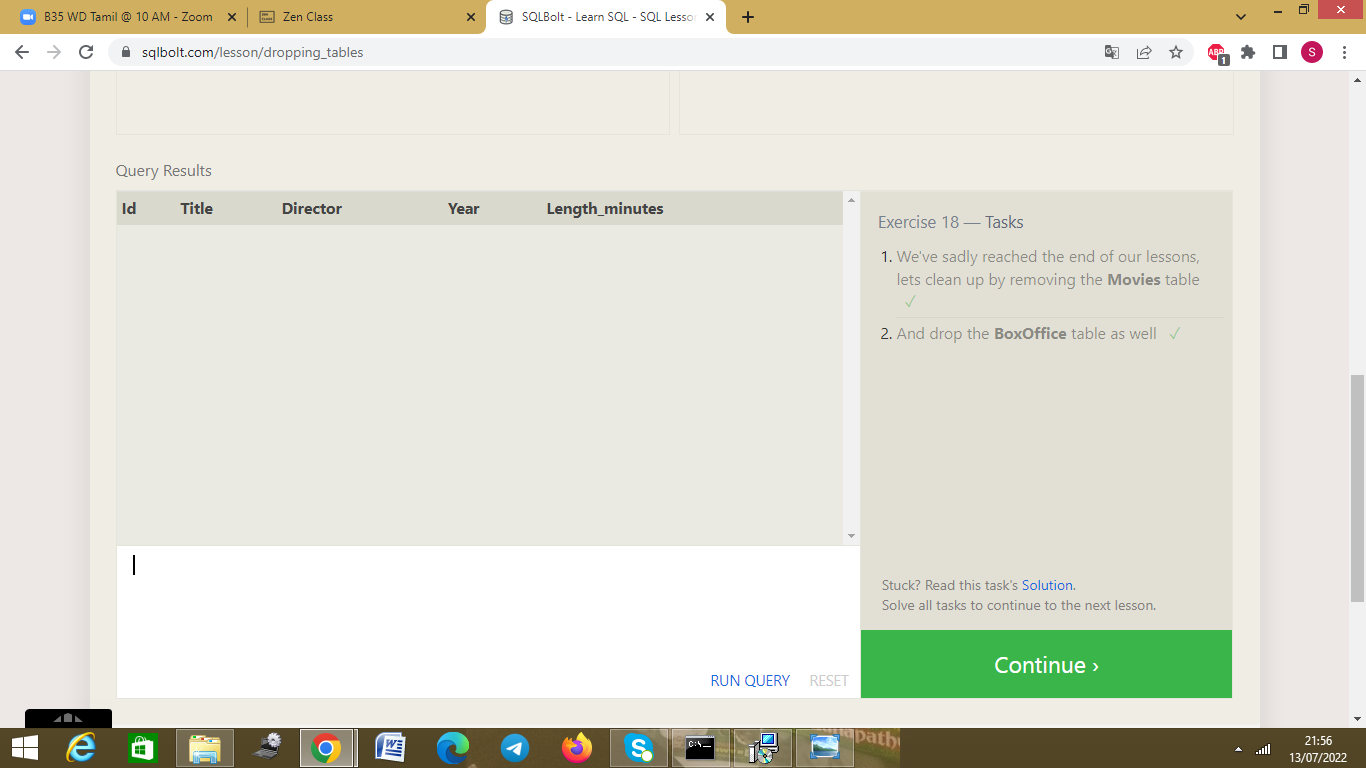 B35 WD Tamil @ 10 AM - Zoom
Zen Class
SQLBolt - Learn SQL - SQL Lesso
sqlbolt.com/lesson/dropping_tables
ABP
1
S
Query Results
Id Title Director Year Length_minutes
Exercise 18 — Tasks
1. We've sadly reached the end of our lessons,
lets clean up by removing the Movies table
✓
2. And drop the BoxOffice table as well ✓
Stuck? Read this task's Solution.
Solve all tasks to continue to the next lesson.
RUN QUERY RESET
Continue ›
C:\.
21:56
13/07/2022